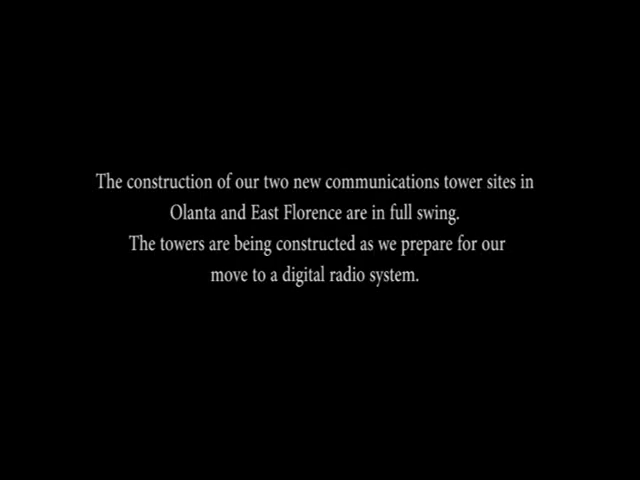 The construction of our two new communications tower sites in
Olanta and East Florence are in full swing.
The towers are being constructed as we prepare for our
move to a digital radio system.